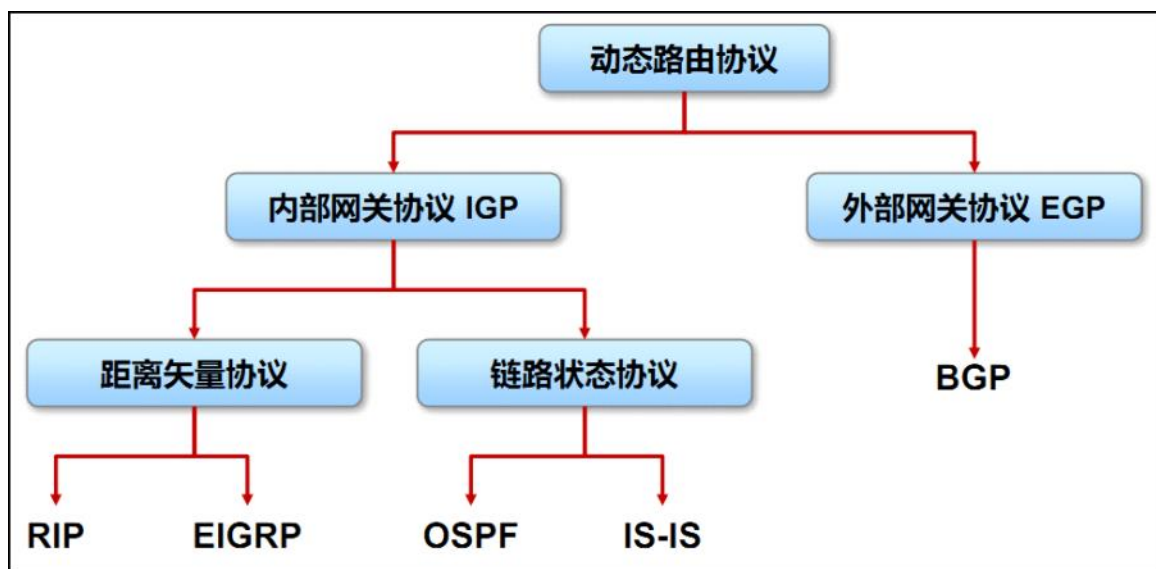 动态路由协议
内部网关协议 IGP
外部网关协议 EGP
距离矢量协议
链路状态协议
BGP
RIP
EIGRP
OSPF
IS-IS